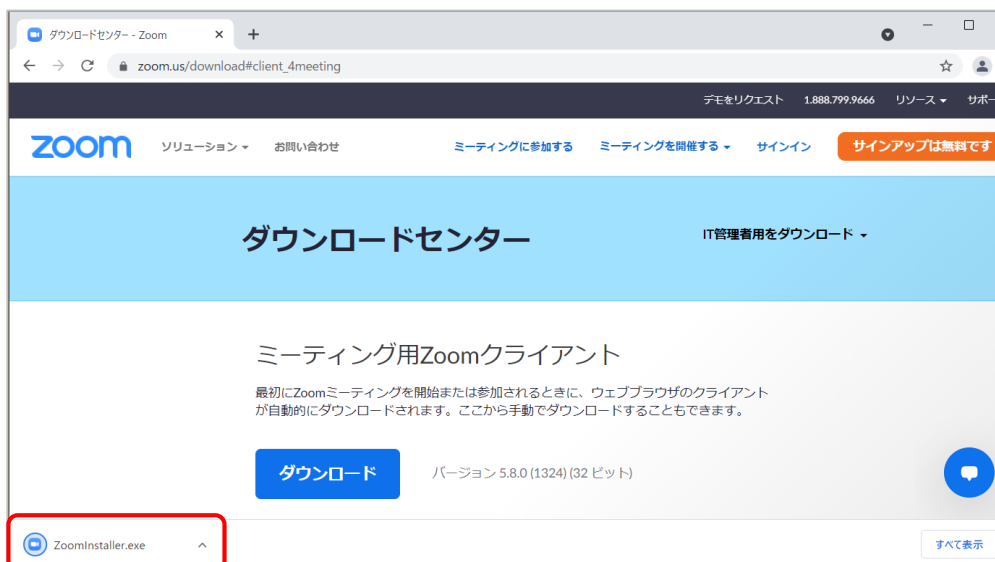 ダウンロードセンター - Zoom
zoom.us/download#client_4meeting
デモをリクエスト 1.888.799.9666 リソース サポー
zoom ソリューション お問い合わせ ミーティングに参加する ミーティングを開催する サインイン サインアップは無料です
ダウンロードセンター
IT管理者用をダウンロード
ミーティング用Zoomクライアント
最初にZoomミーティングを開始または参加されるときに、ウェブブラウザのクライアント
が自動的にダウンロードされます。ここから手動でダウンロードすることもできます。
ダウンロード バージョン 5.8.0 (1324) (32 ビット)
ZoomInstaller.exe すべて表示